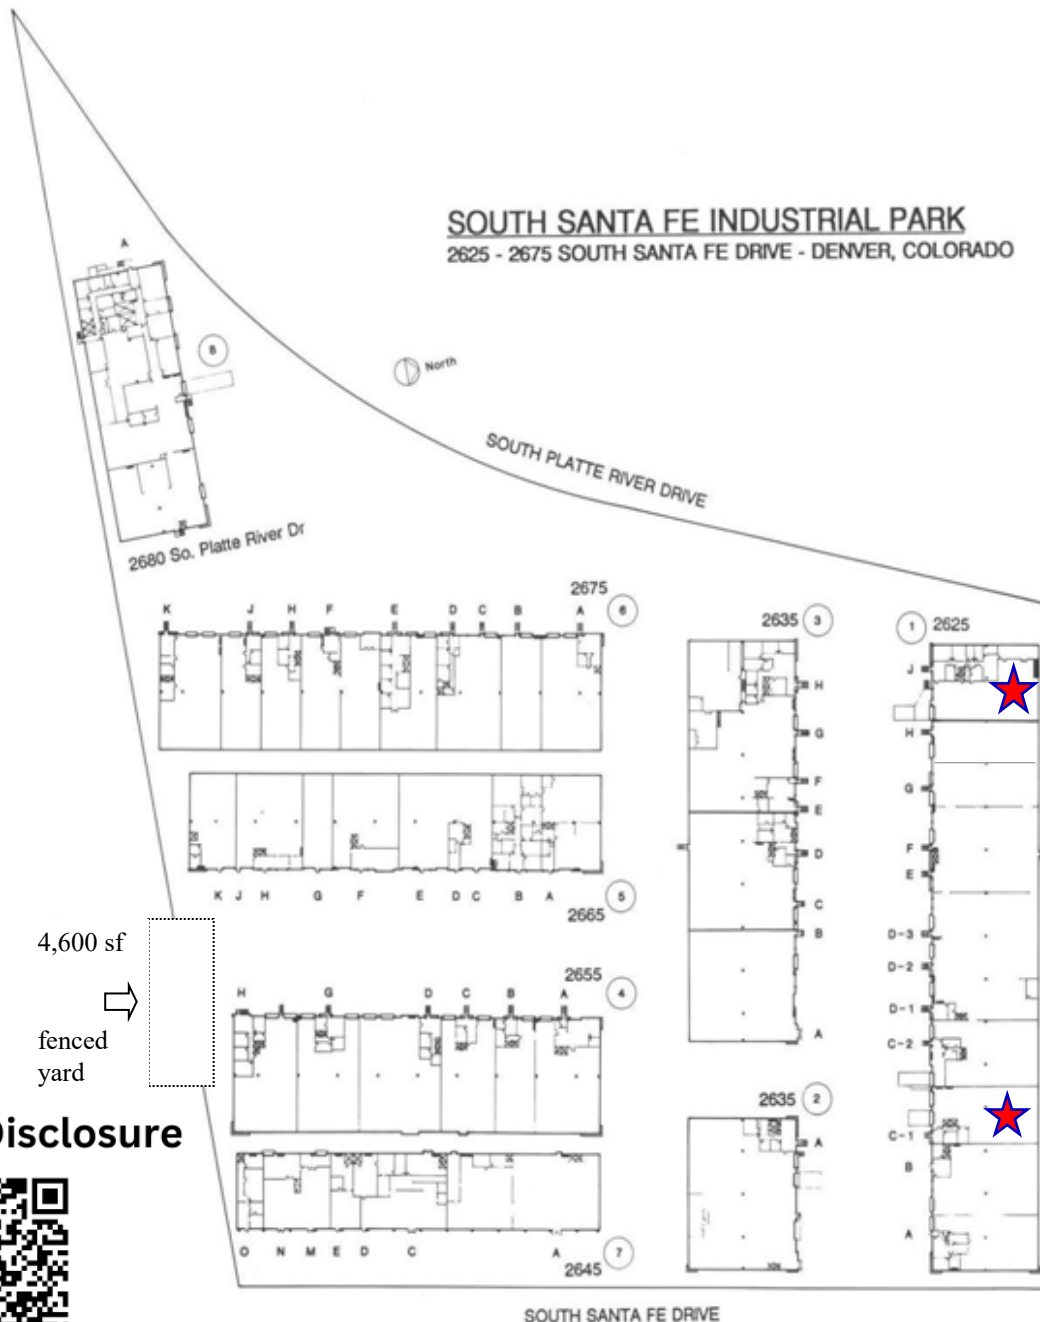 SOUTH SANTA FE INDUSTRIAL PARK
2625 - 2675 SOUTH SANTA FE DRIVE - DENVER, COLORADO
A
8
North
SOUTH PLATTE RIVER DRIVE
2680 So. Platte River Dr
2675
6
K J H F E D C B A
2635 3
H
G
F
E
D
C
B
A
1 2625
J
H
G
F
E
D-3
D-2
D-1
C-2
C-1
B
A
K J H G F E D C B A
2665
5
4,600 sf
fenced
yard
2655
4
H G D C B A
2635 2
A
Disclosure
O N M E D C A
2645
7
SOUTH SANTA FE DRIVE